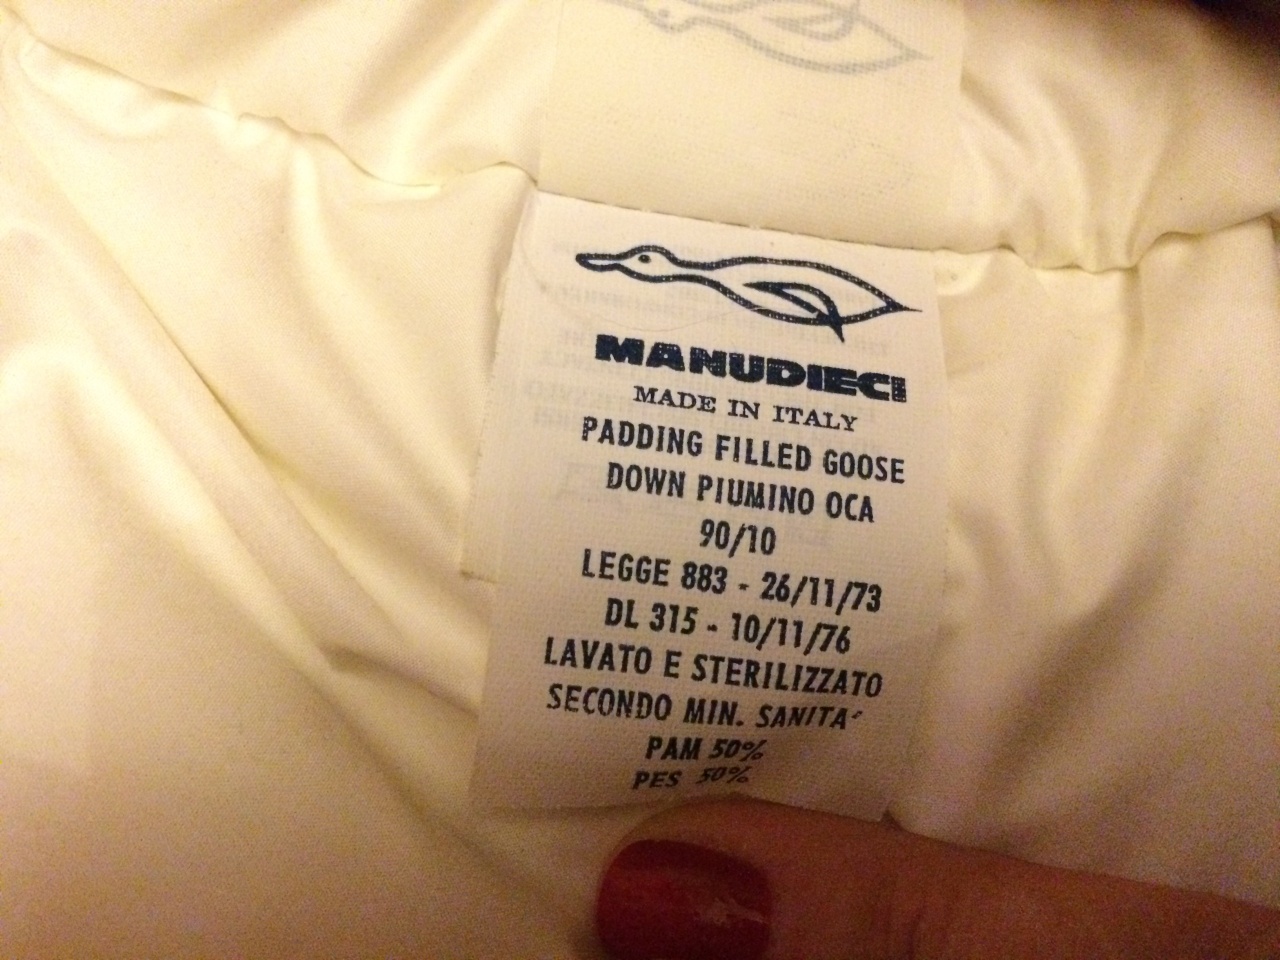 MANUDIECI
MADE IN ITALY
PADDING FILLED GOOSE
DOWN PIUMINO OCA
90/10
LEGGE 883 - 26/11/73
DL 315 - 10/11/76
LAVATO E STERILIZZATO
SECONDO MIN. SANITA'
PAM 50%
PES 50%